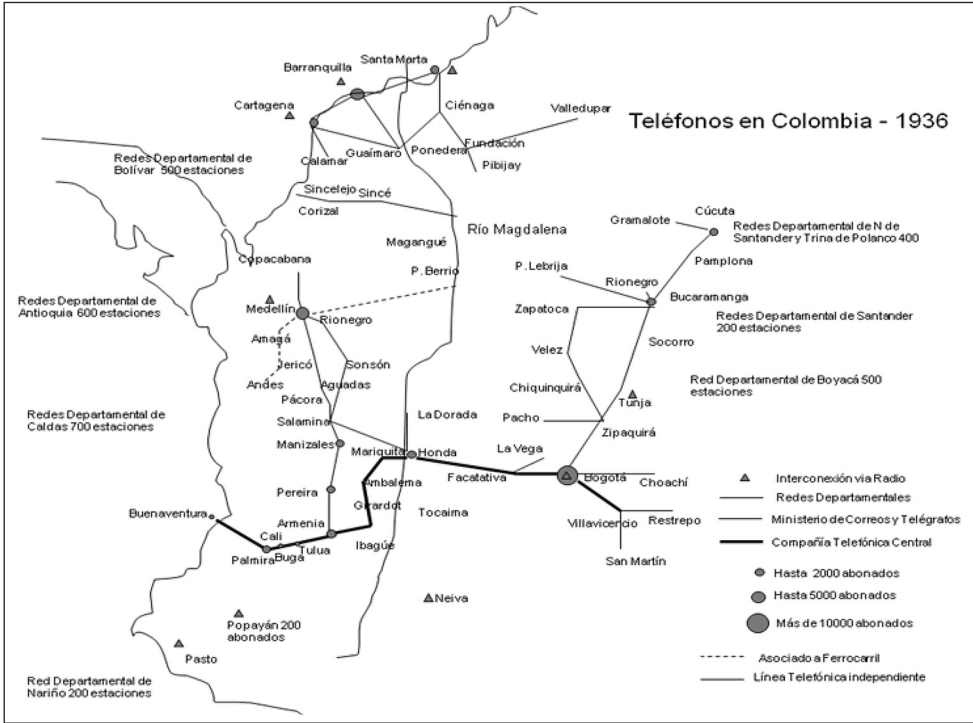 Teléfonos en Colombia - 1936
Santa Marta
Barranquilla
Cartagena
Ciénaga
Valledupar
Fundación
Guaímaro
Ponedera
Calamar
Pibijay
Redes Departamental de
Bolívar 500 estaciones
Sincelejo
Sincé
Corizal
Río Magdalena
Magangué
Cúcuta
Gramalote
Redes Departamental de N de
Santander y Trina de Polanco 400
Pamplona
Copacabana
P. Berrio
P. Lebrija
Rionegro
Bucaramanga
Redes Departamental de
Antioquia 600 estaciones
Medellín
Rionegro
Zapatoca
Redes Departamental de Santander
200 estaciones
Amagá
Socorro
Velez
Jericó
Sonsón
Andes
Aguadas
Chiquinquirá
Red Departamental de Boyacá 500
estaciones
Tunja
Pácora
Redes Departamental de
Caldas 700 estaciones
Salamina
La Dorada
Pacho
Zipaquirá
Manizales
Mariquita
Honda
La Vega
Facatativa
Bogotá
Choachí
Ambalema
Pereira
Girardot
Buenaventura
Tocaima
Villavicencio
Restrepo
Armenia
Cali
Ibagúe
Tulua
Buga
Palmira
San Martín
Neiva
Popayán 200
abonados
Pasto
Red Departamental de
Nariño 200 estaciones
Interconexión via Radio
Redes Departamentales
Ministerio de Correos y Telégrafos
Compañía Telefónica Central
Hasta 2000 abonados
Hasta 5000 abonados
Más de 10000 abonados
Asociado a Ferrocarril
Línea Telefónica independiente